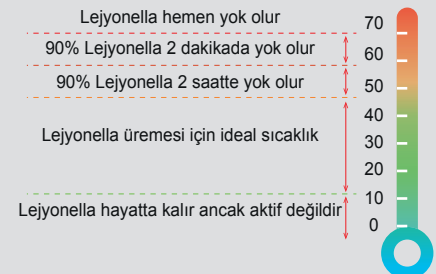 Lejyonella hemen yok olur
90% Lejyonella 2 dakikada yok olur
90% Lejyonella 2 saatte yok olur
Lejyonella üremesi için ideal sıcaklık
Lejyonella hayatta kalır ancak aktif değildir
70
60
50
40
30
20
10
0